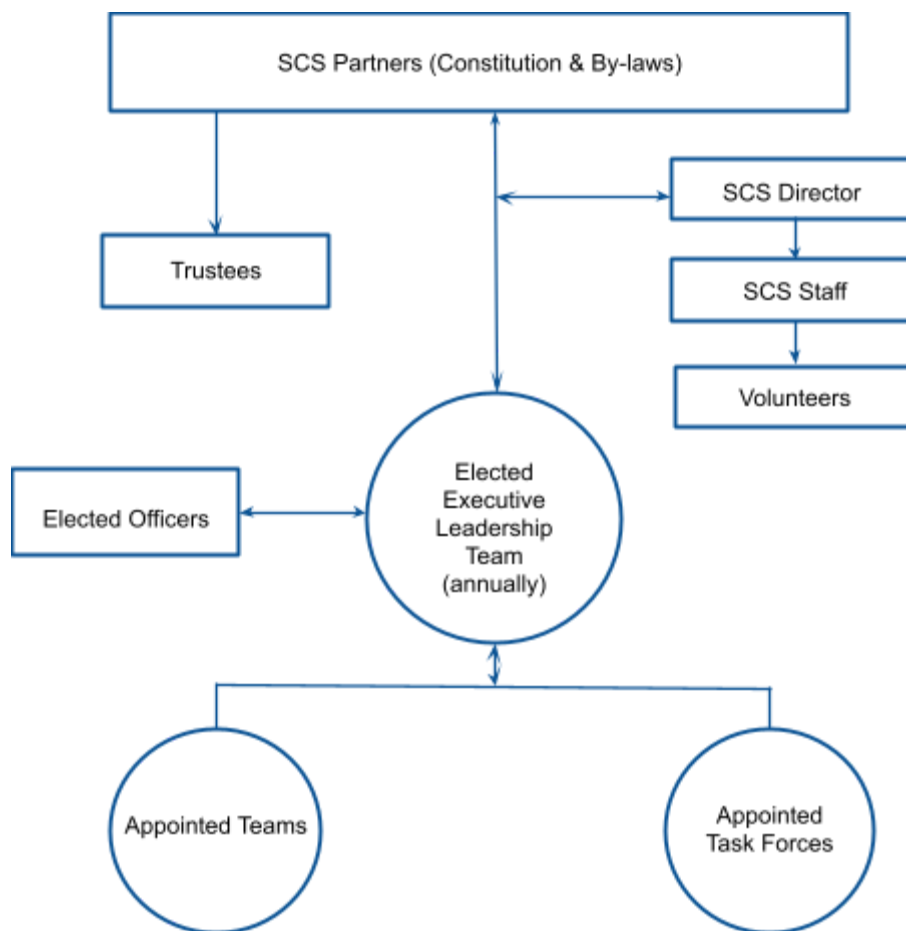 SCS Partners (Constitution & By-laws)
SCS Director
Trustees
SCS Staff
Volunteers
Elected
Executive
Leadership
Team
(annually)
Elected Officers
Appointed Teams
Appointed
Task Forces